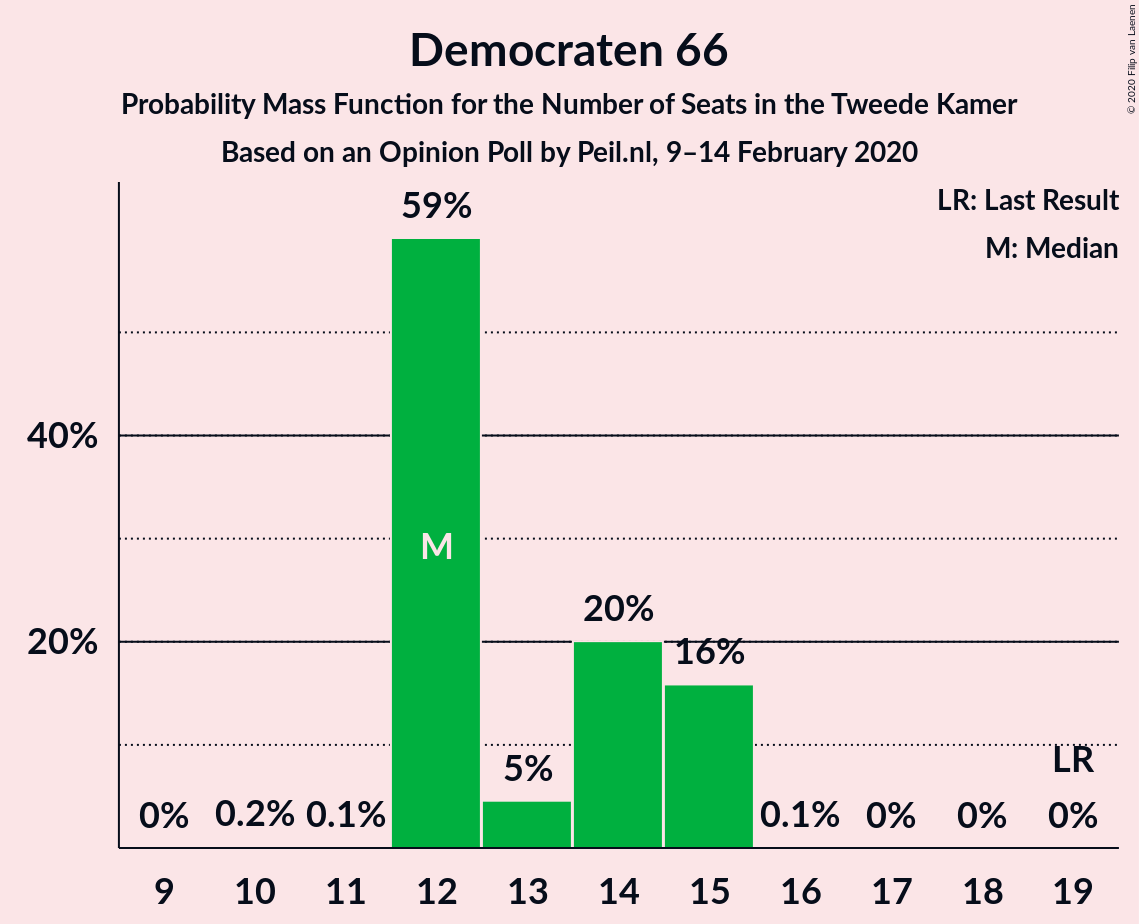 Democraten 66
Probability Mass Function for the Number of Seats in the Tweede Kamer
Based on an Opinion Poll by Peil.nl, 9–14 February 2020
© 2020 Filip van Laenen
LR: Last Result
M: Median
59%
40%
M
20%
20%
16%
5%
LR
0%
0.2%
0.1%
0.1%
0%
0%
0%
9 10 11 12 13 14 15 16 17 18 19